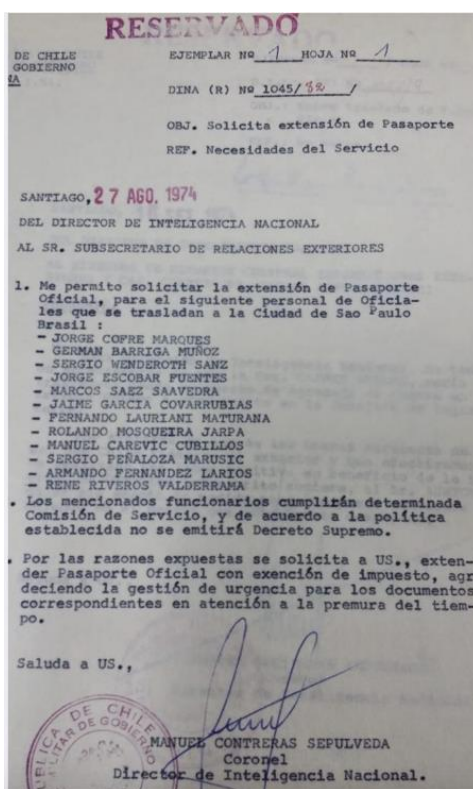 RESERVADO
DE CHILE
GOBIERNO
EJEMPLAR Nº 1 HOJA Nº 1
DINA (R) Nº 1045/82 /
OBJ. Solicita extensión de Pasaporte
REF. Necesidades del Servicio
SANTIAGO, 27 AGO. 1974
DEL DIRECTOR DE INTELIGENCIA NACIONAL
AL SR. SUBSECRETARIO DE RELACIONES EXTERIORES
1. Me permito solicitar la extensión de Pasaporte
Oficial, para el siguiente personal de Oficia-
les que se trasladan a la Ciudad de Sao Paulo
Brasil :
- JORGE COFRE MARQUES
- GERMAN BARRIGA MUÑOZ
- SERGIO WENDEROTH SANZ
- JORGE ESCOBAR FUENTES
- MARCOS SAEZ SAAVEDRA
- JAIME GARCIA COVARRUBIAS
- FERNANDO LAURIANI MATURANA
- ROLANDO MOSQUEIRA JARPA
- MANUEL CAREVIC CUBILLOS
- SERGIO PEÑALOZA MARUSIC
- ARMANDO FERNANDEZ LARIOS
- RENE RIVEROS VALDERRAMA
. Los mencionados funcionarios cumplirán determinada
Comisión de Servicio, y de acuerdo a la política
establecida no se emitirá Decreto Supremo.
. Por las razones expuestas se solicita a US., exten-
der Pasaporte Oficial con exención de impuesto, agr
deciendo la gestión de urgencia para los documentos
correspondientes en atención a la premura del tiem-
po.
Saluda a US.,
DE CHILE
MILITAR DE GOBIERNO
MANUEL CONTRERAS SEPULVEDA
Coronel
Director de Inteligencia Nacional.